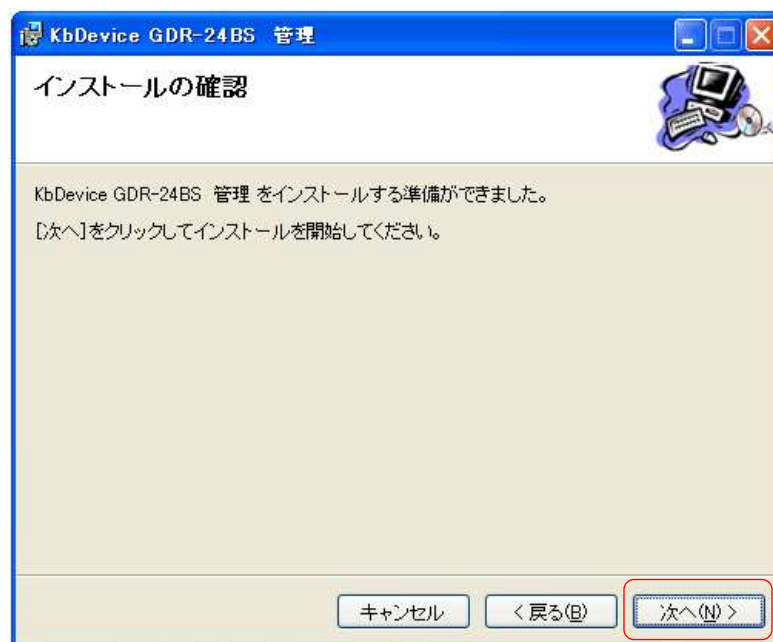 KbDevice GDR-24BS 管理
インストールの確認
KbDevice GDR-24BS 管理 をインストールする準備ができました。
[次へ]をクリックしてインストールを開始してください。
キャンセル
< 戻る(B)
次へ(N) >